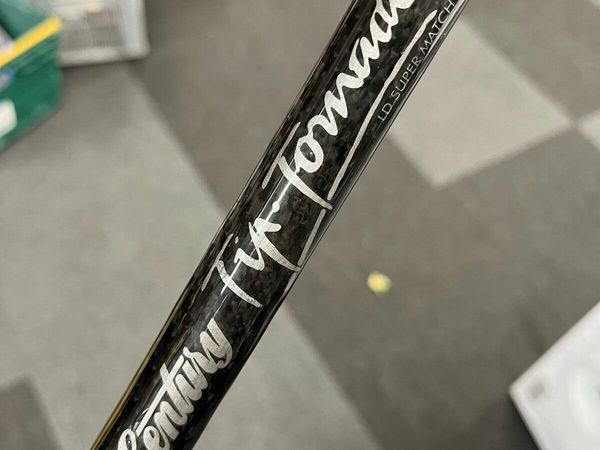 Century Tip-Tornado
LD SUPER MATCH